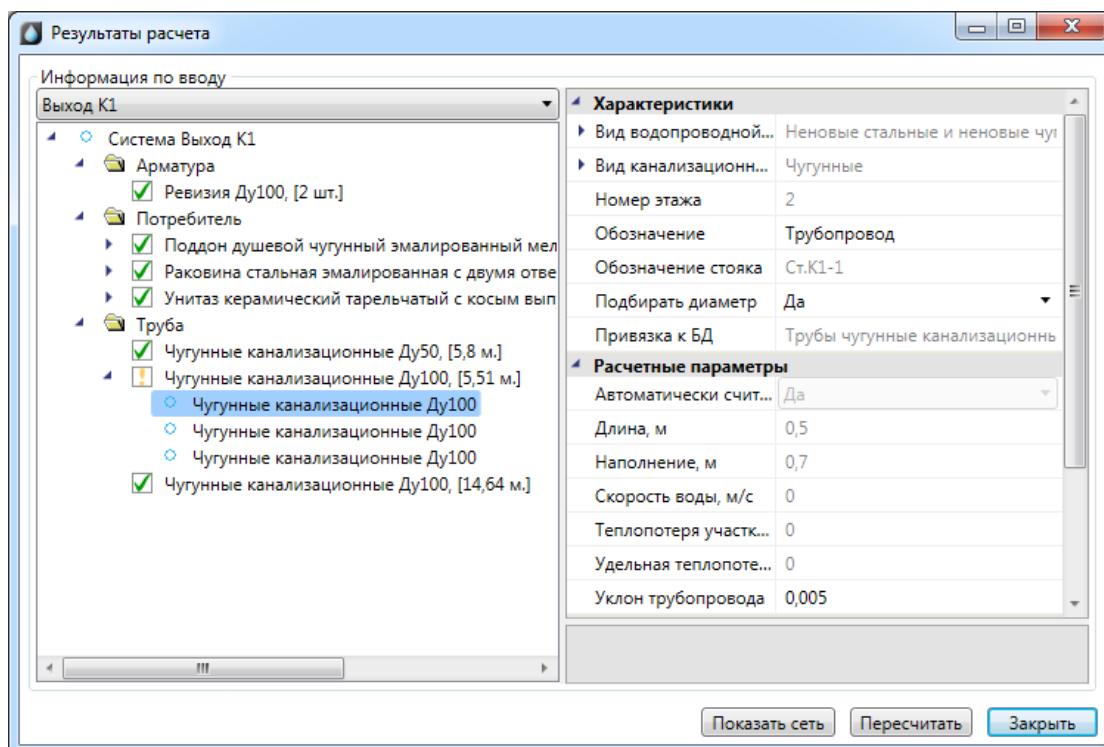 Результаты расчета
Информация по вводу
Выход К1
Система Выход К1
Арматура
Ревизия Ду100, [2 шт.]
Потребитель
Поддон душевой чугунный эмалированный мел
Раковина стальная эмалированная с двумя отве
Унитаз керамический тарельчатый с косым вып
Труба
Чугунные канализационные Ду50, [5,8 м.]
Чугунные канализационные Ду100, [5,51 м.]
Чугунные канализационные Ду100
Чугунные канализационные Ду100
Чугунные канализационные Ду100
Чугунные канализационные Ду100, [14,64 м.]
Характеристики
Вид водопроводной... Неновые стальные и неновые чуг
Вид канализационн... Чугунные
Номер этажа 2
Обозначение Трубопровод
Обозначение стояка Ст.К1-1
Подбирать диаметр Да
Привязка к БД Трубы чугунные канализационнь
Расчетные параметры
Автоматически счит... Да
Длина, м 0,5
Наполнение, м 0,7
Скорость воды, м/с 0
Теплопотеря участк... 0
Удельная теплопоте... 0
Уклон трубопровода 0,005
Показать сеть Пересчитать Закрыть